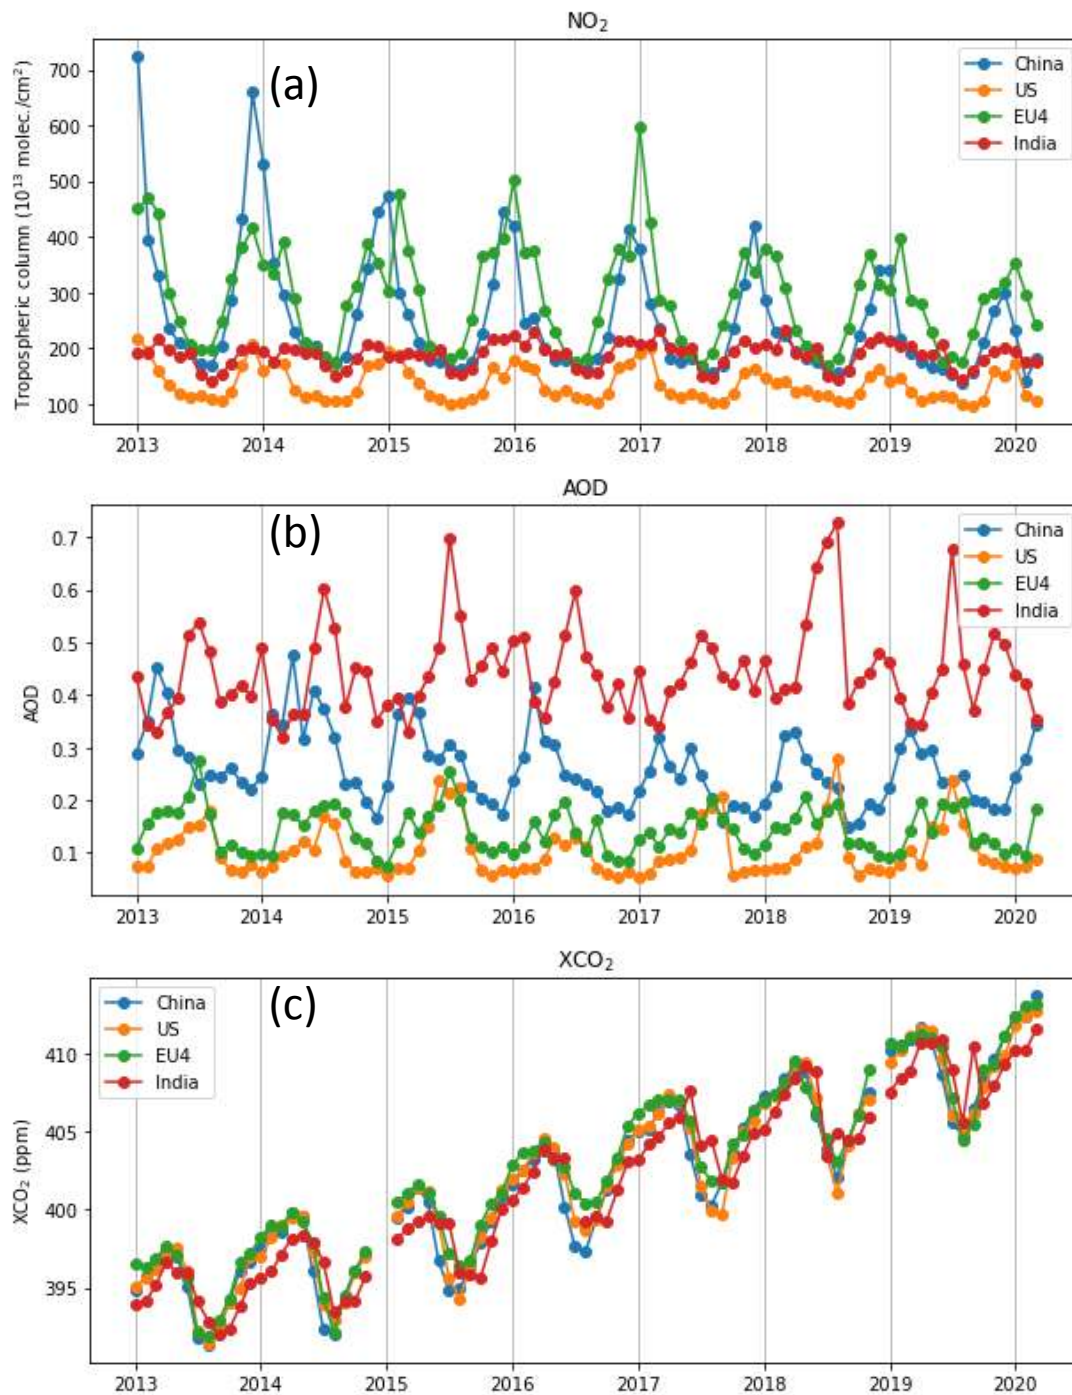 NO₂
(a)
Tropospheric column (10¹³ molec./cm²)
700
600
500
400
300
200
100
China
US
EU4
India
2013 2014 2015 2016 2017 2018 2019 2020
AOD
(b)
AOD
0.7
0.6
0.5
0.4
0.3
0.2
0.1
China
US
EU4
India
2013 2014 2015 2016 2017 2018 2019 2020
XCO₂
(c)
XCO₂ (ppm)
410
405
400
395
China
US
EU4
India
2013 2014 2015 2016 2017 2018 2019 2020